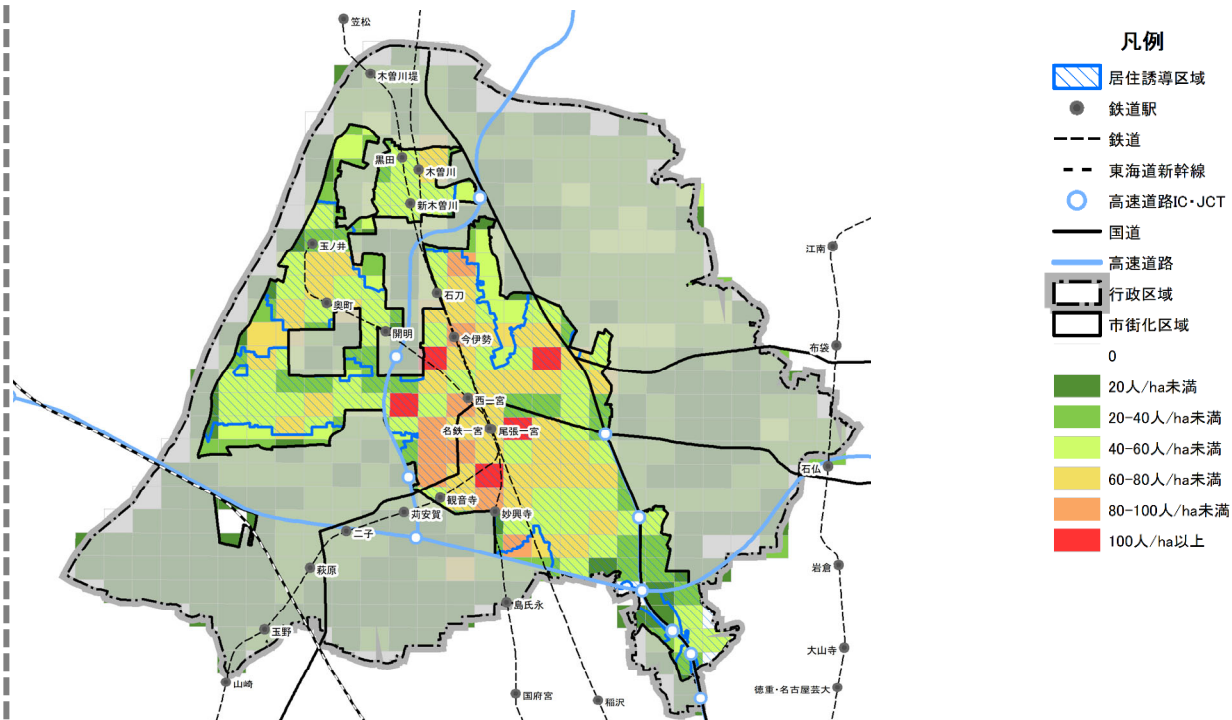 笠松
木曽川堤
黒田
木曽川
新木曽川
玉ノ井
江南
石刀
奥町
開明
今伊勢
布袋
西一宮
名鉄一宮
尾張一宮
石仏
観音寺
苅安賀
妙興寺
二子
萩原
岩倉
島氏永
玉野
大山寺
山崎
国府宮
稲沢
徳重・名古屋芸大
凡例
居住誘導区域
鉄道駅
鉄道
東海道新幹線
高速道路IC・JCT
国道
高速道路
行政区域
市街化区域
0
20人/ha未満
20-40人/ha未満
40-60人/ha未満
60-80人/ha未満
80-100人/ha未満
100人/ha以上